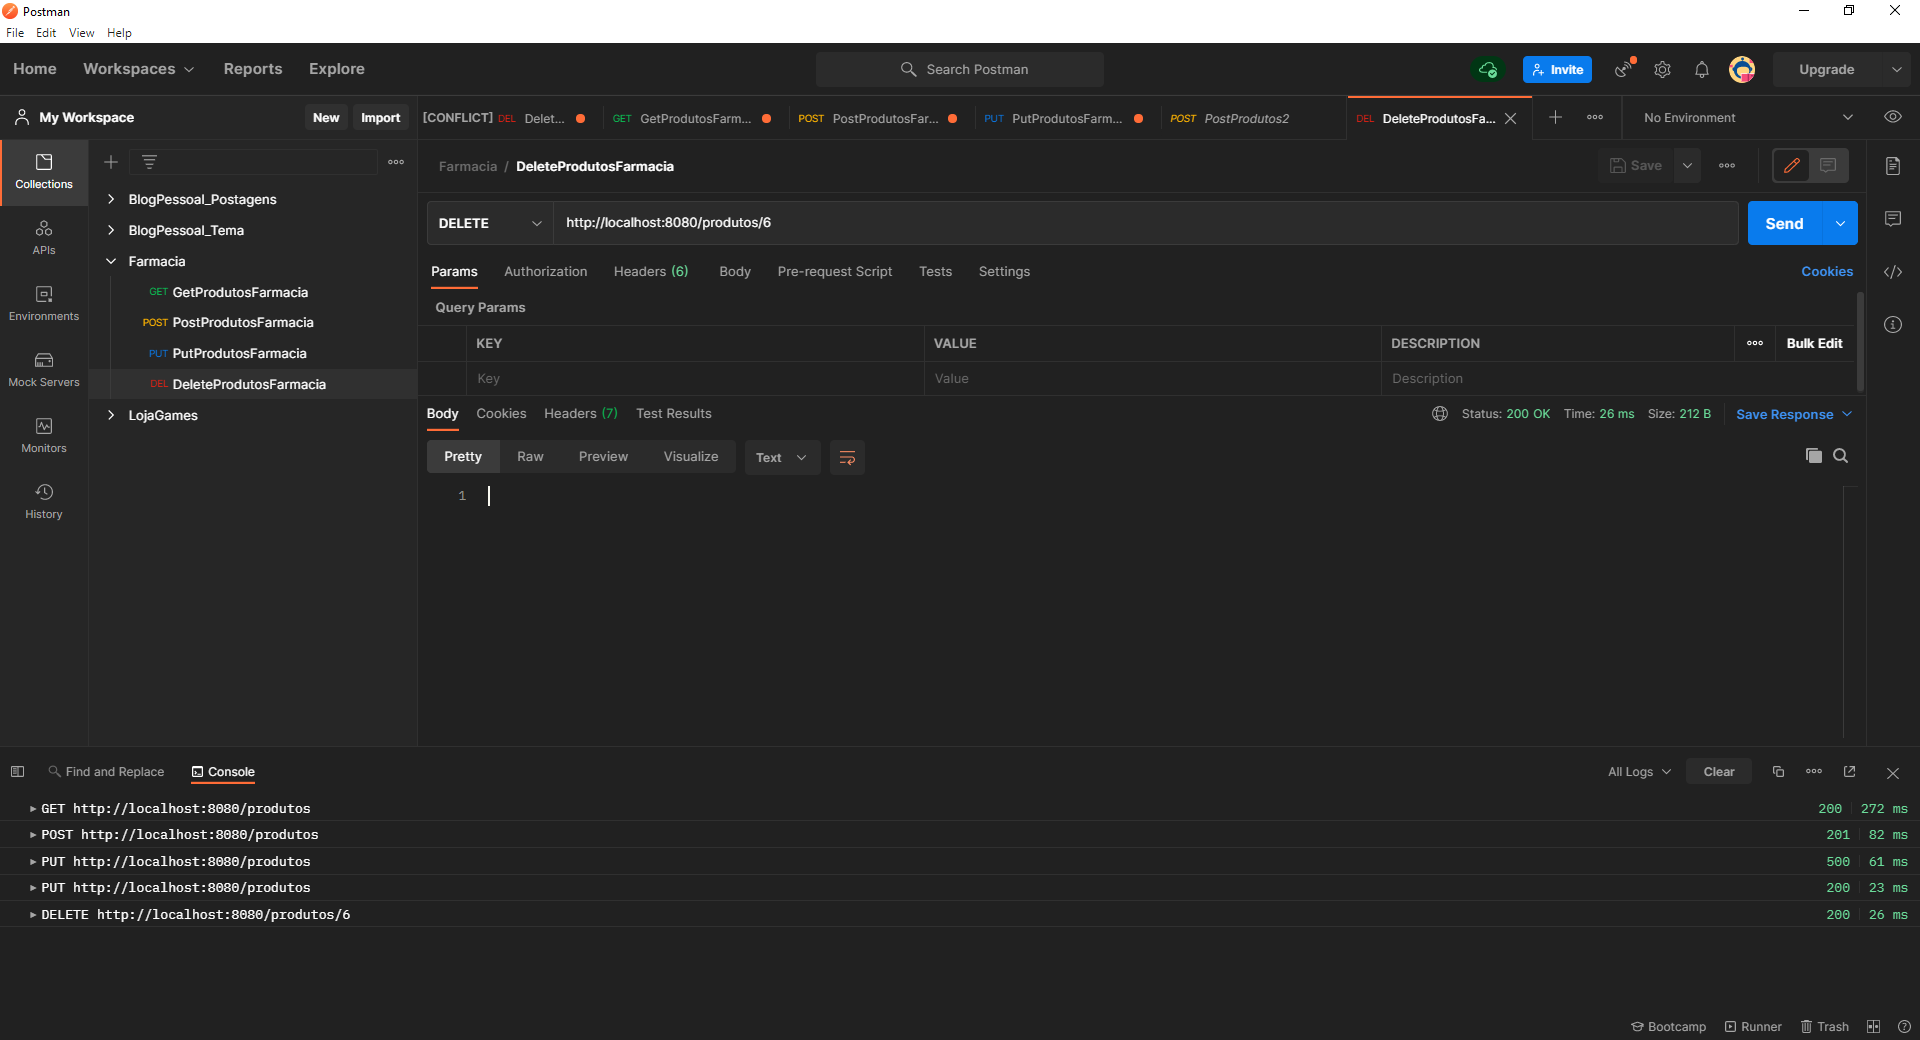 Postman
File Edit View Help
Home Workspaces Reports Explore Search Postman Invite Upgrade
My Workspace New Import
[CONFLICT] DEL Delet... GET GetProdutosFarm... POST PostProdutosFar... PUT PutProdutosFarm... POST PostProdutos2 DEL DeleteProdutosFa... No Environment
Collections
APIs
Environments
Mock Servers
Monitors
History
BlogPessoal_Postagens
BlogPessoal_Tema
Farmacia
GET GetProdutosFarmacia
POST PostProdutosFarmacia
PUT PutProdutosFarmacia
DEL DeleteProdutosFarmacia
LojaGames
Farmacia / DeleteProdutosFarmacia Save
DELETE http://localhost:8080/produtos/6 Send
Params Authorization Headers (6) Body Pre-request Script Tests Settings Cookies
Query Params
KEY VALUE DESCRIPTION Bulk Edit
Key Value Description
Body Cookies Headers (7) Test Results Status: 200 OK Time: 26 ms Size: 212 B Save Response
Pretty Raw Preview Visualize Text
1
Find and Replace Console All Logs Clear
GET http://localhost:8080/produtos 200 272 ms
POST http://localhost:8080/produtos 201 82 ms
PUT http://localhost:8080/produtos 500 61 ms
PUT http://localhost:8080/produtos 200 23 ms
DELETE http://localhost:8080/produtos/6 200 26 ms
Bootcamp Runner Trash